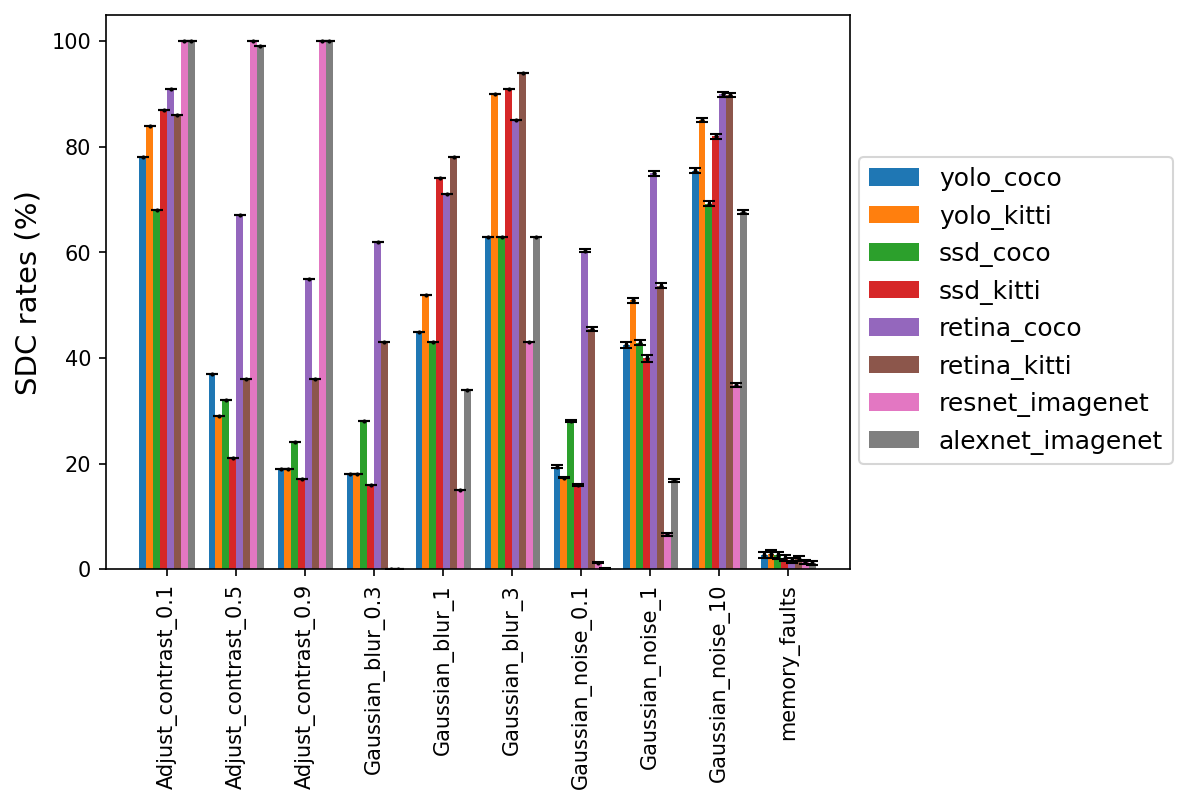 SDC rates (%)
100
80
60
40
20
0
Adjust_contrast_0.1
Adjust_contrast_0.5
Adjust_contrast_0.9
Gaussian_blur_0.3
Gaussian_blur_1
Gaussian_blur_3
Gaussian_noise_0.1
Gaussian_noise_1
Gaussian_noise_10
memory_faults
yolo_coco
yolo_kitti
ssd_coco
ssd_kitti
retina_coco
retina_kitti
resnet_imagenet
alexnet_imagenet